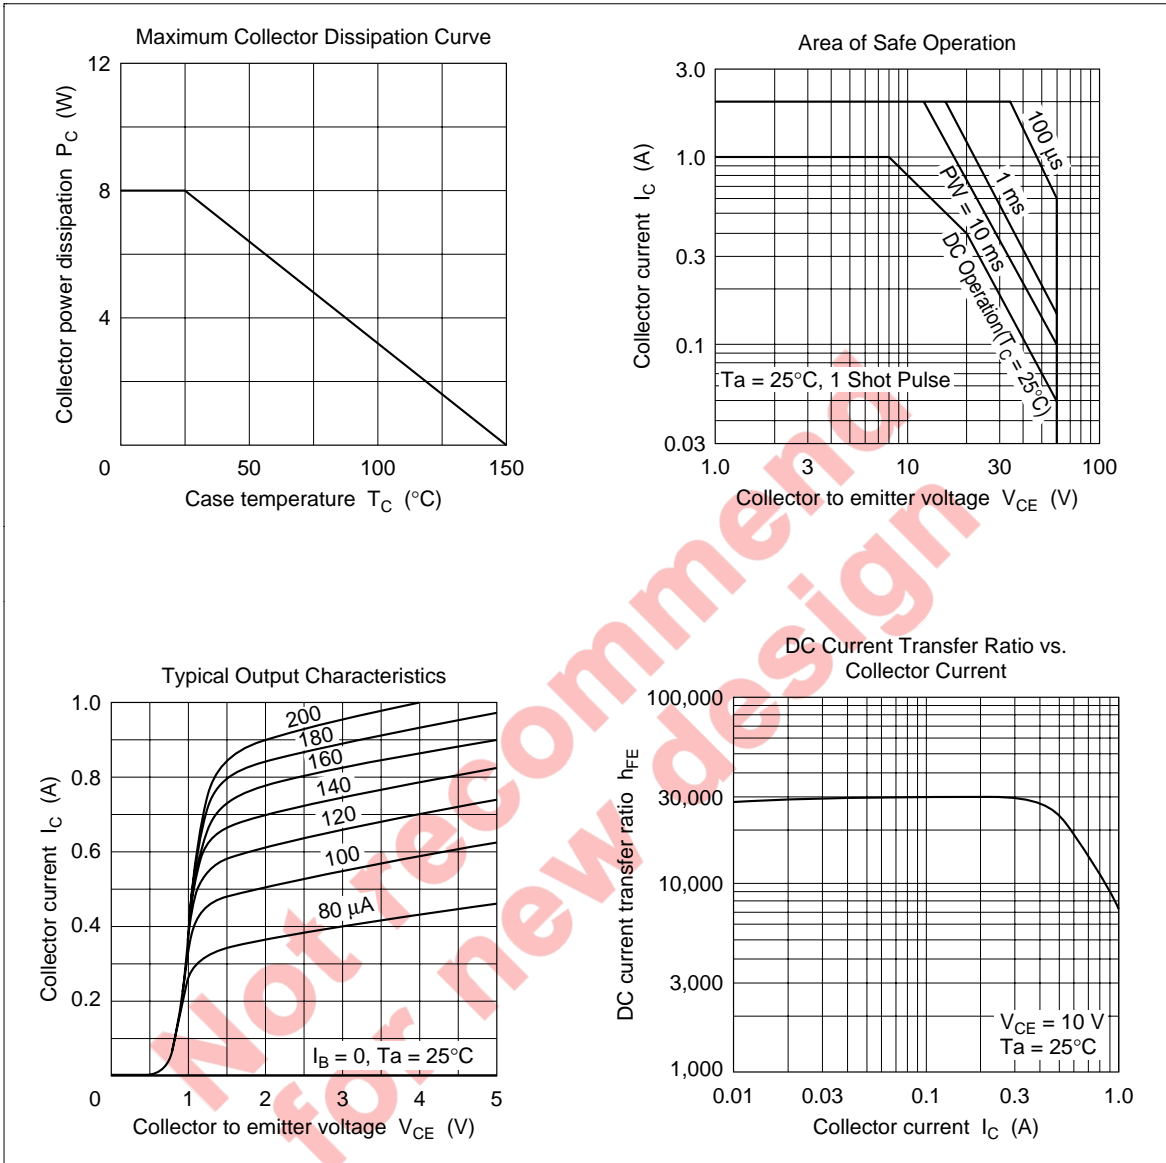 Maximum Collector Dissipation Curve
12
8
4
0
50
100
150
Collector power dissipation PC (W)
Case temperature TC (°C)
Area of Safe Operation
3.0
1.0
0.3
0.1
0.03
1.0
3
10
30
100
Collector current IC (A)
Collector to emitter voltage VCE (V)
100 μs
1 ms
PW = 10 ms
DC Operation(TC = 25°C)
Ta = 25°C, 1 Shot Pulse
Typical Output Characteristics
1.0
0.8
0.6
0.4
0.2
0
1
2
3
4
5
Collector current IC (A)
Collector to emitter voltage VCE (V)
200
180
160
140
120
100
80 μA
IB = 0, Ta = 25°C
DC Current Transfer Ratio vs.
Collector Current
100,000
30,000
10,000
3,000
1,000
0.01
0.03
0.1
0.3
1.0
DC current transfer ratio hFE
Collector current IC (A)
VCE = 10 V
Ta = 25°C
Not recommend
for new design